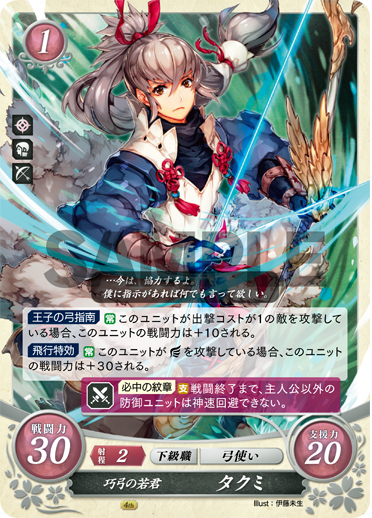 1
SAMPLE
…今は、協力するよ。
僕に指示があれば何でも言って欲しい。
王子の弓指南 常 このユニットが出撃コストが1の敵を攻撃して
いる場合、このユニットの戦闘力は+10される。
飛行特効 常 このユニットが を攻撃している場合、このユニット
の戦闘力は+30される。
必中の紋章 支 戦闘終了まで、主人公以外の
防御ユニットは神速回避できない。
戦闘力
30
射程 2
下級職
弓使い
支援力
20
巧弓の若君
タクミ
4th
Illust:伊藤未生